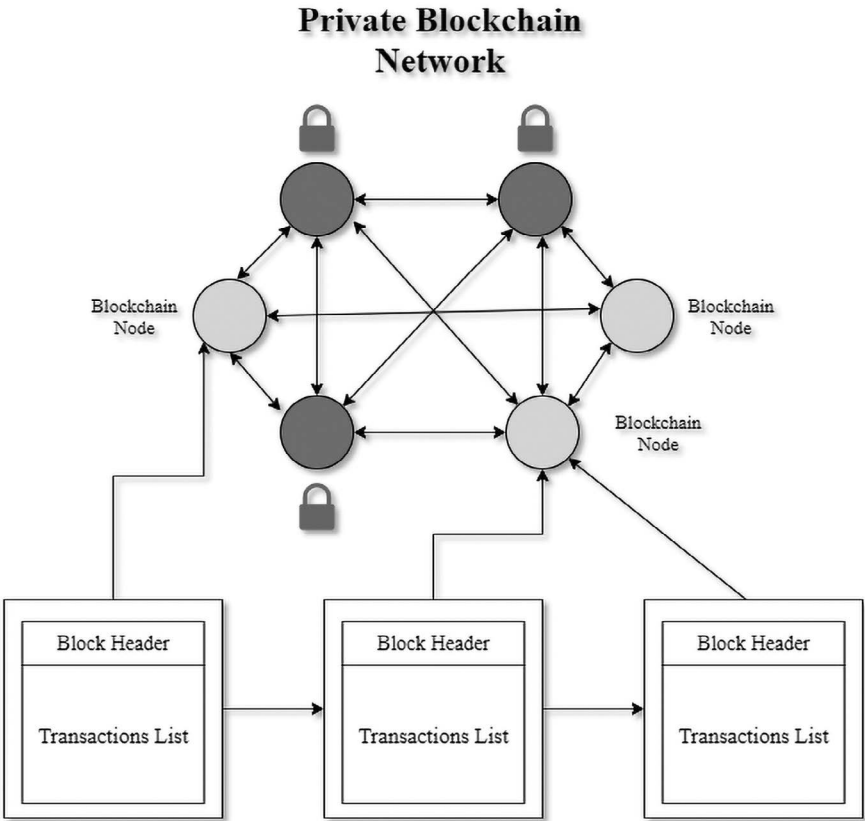 Private Blockchain
Network
Blockchain
Node
Blockchain
Node
Blockchain
Node
Block Header
Transactions List
Block Header
Transactions List
Block Header
Transactions List